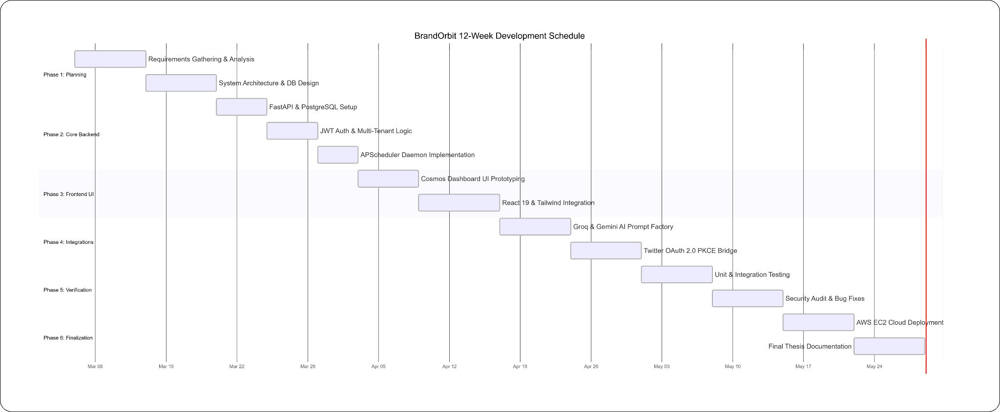 BrandOrbit 12-Week Development Schedule
Phase 1: Planning
Requirements Gathering & Analysis
System Architecture & DB Design
Phase 2: Core Backend
FastAPI & PostgreSQL Setup
JWT Auth & Multi-Tenant Logic
APScheduler Daemon Implementation
Phase 3: Frontend UI
Cosmos Dashboard UI Prototyping
React 19 & Tailwind Integration
Phase 4: Integrations
Groq & Gemini AI Prompt Factory
Twitter OAuth 2.0 PKCE Bridge
Phase 5: Verification
Unit & Integration Testing
Security Audit & Bug Fixes
Phase 6: Finalization
AWS EC2 Cloud Deployment
Final Thesis Documentation
Mar 08 Mar 15 Mar 22 Mar 29 Apr 05 Apr 12 Apr 19 Apr 26 May 03 May 10 May 17 May 24